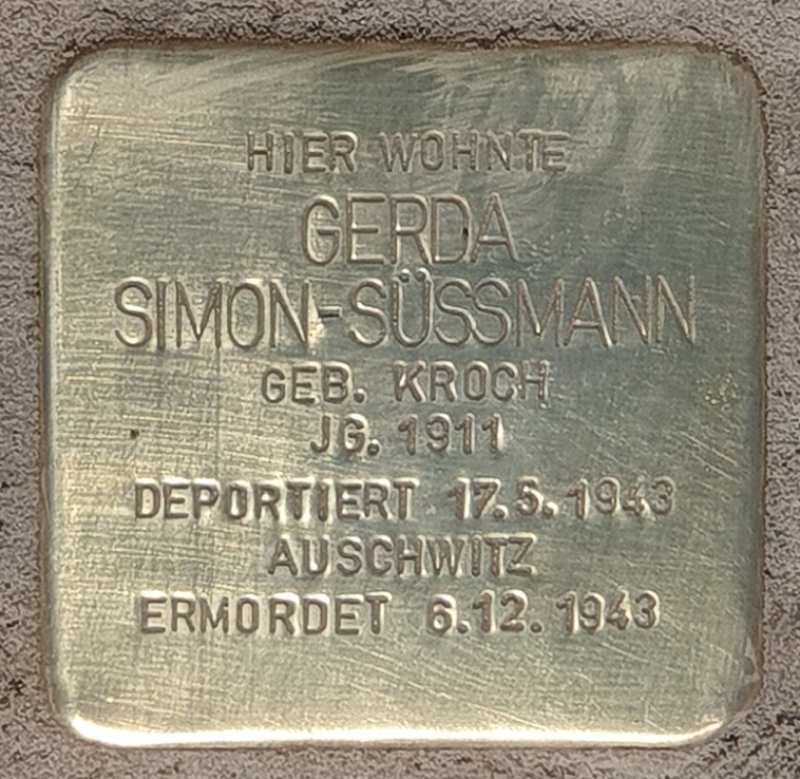 HIER WOHNTE
GERDA
SIMON-SÜSSMANN
GEB. KROCH
JG. 1911
DEPORTIERT 17.5.1943
AUSCHWITZ
ERMORDET 6.12.1943